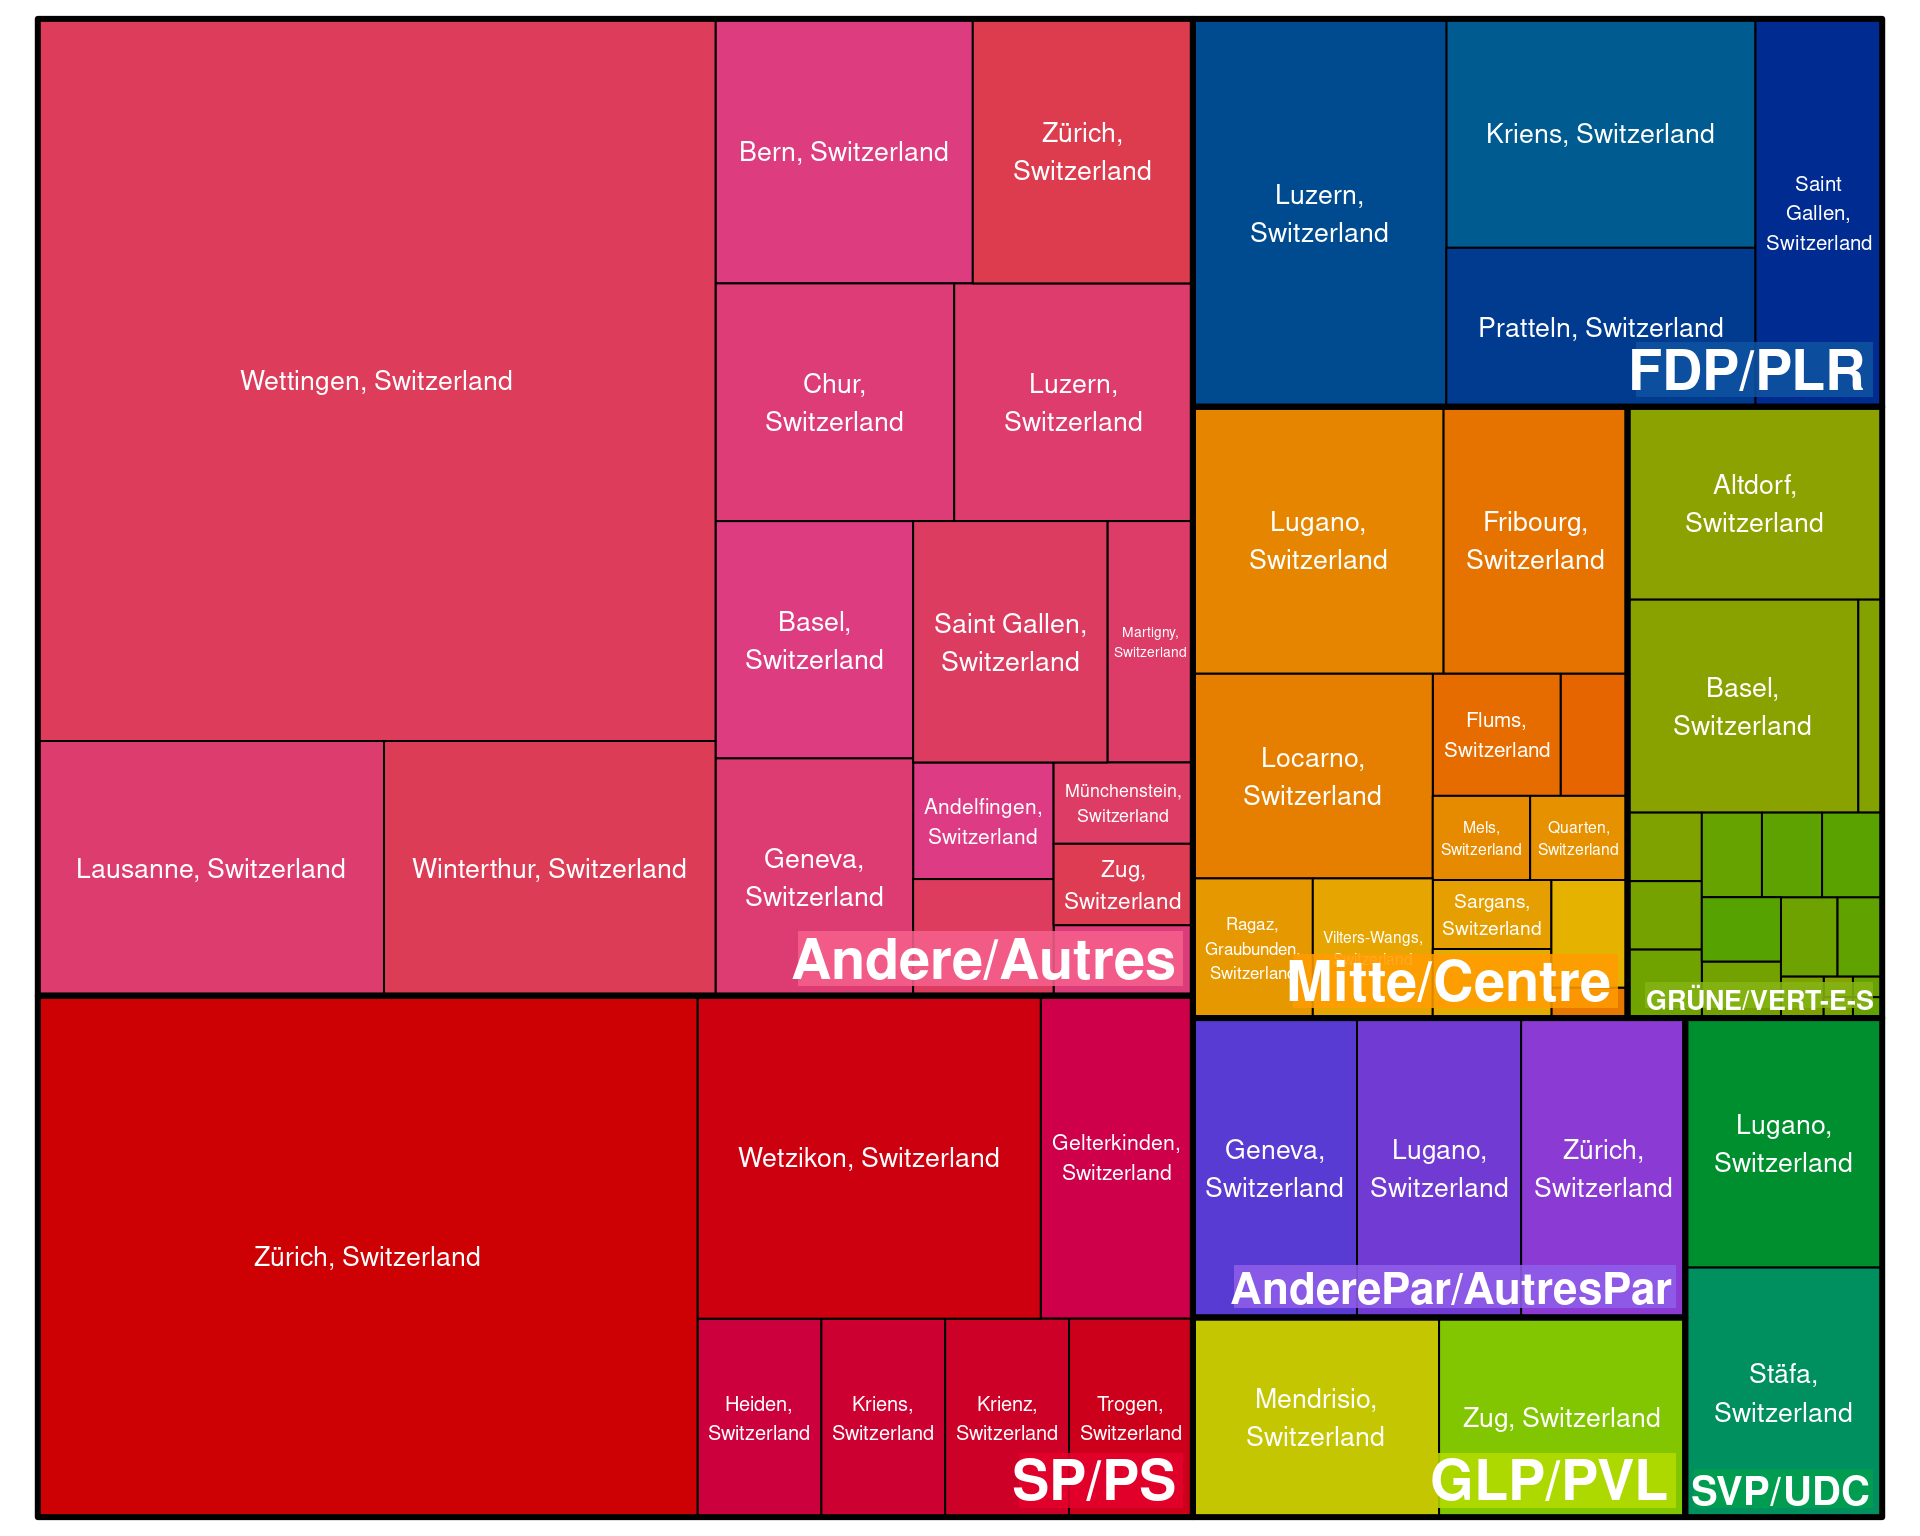 Wettingen, Switzerland
Lausanne, Switzerland
Winterthur, Switzerland
Bern, Switzerland
Zürich,
Switzerland
Chur,
Switzerland
Luzern,
Switzerland
Basel,
Switzerland
Saint Gallen,
Switzerland
Martigny,
Switzerland
Geneva,
Switzerland
Andelfingen,
Switzerland
Münchenstein,
Switzerland
Zug,
Switzerland
Andere/Autres
Zürich, Switzerland
Wetzikon, Switzerland
Gelterkinden,
Switzerland
Heiden,
Switzerland
Kriens,
Switzerland
Krienz,
Switzerland
Trogen,
Switzerland
SP/PS
Luzern,
Switzerland
Kriens, Switzerland
Pratteln, Switzerland
Saint
Gallen,
Switzerland
FDP/PLR
Lugano,
Switzerland
Fribourg,
Switzerland
Locarno,
Switzerland
Flums,
Switzerland
Mels,
Switzerland
Quarten,
Switzerland
Sargans,
Switzerland
Ragaz,
Graubunden,
Switzerland
Vilters-Wangs,
Switzerland
Mitte/Centre
Altdorf,
Switzerland
Basel,
Switzerland
GRÜNE/VERT-E-S
Geneva,
Switzerland
Lugano,
Switzerland
Zürich,
Switzerland
AnderePar/AutresPar
Mendrisio,
Switzerland
Zug, Switzerland
GLP/PVL
Lugano,
Switzerland
Stäfa,
Switzerland
SVP/UDC